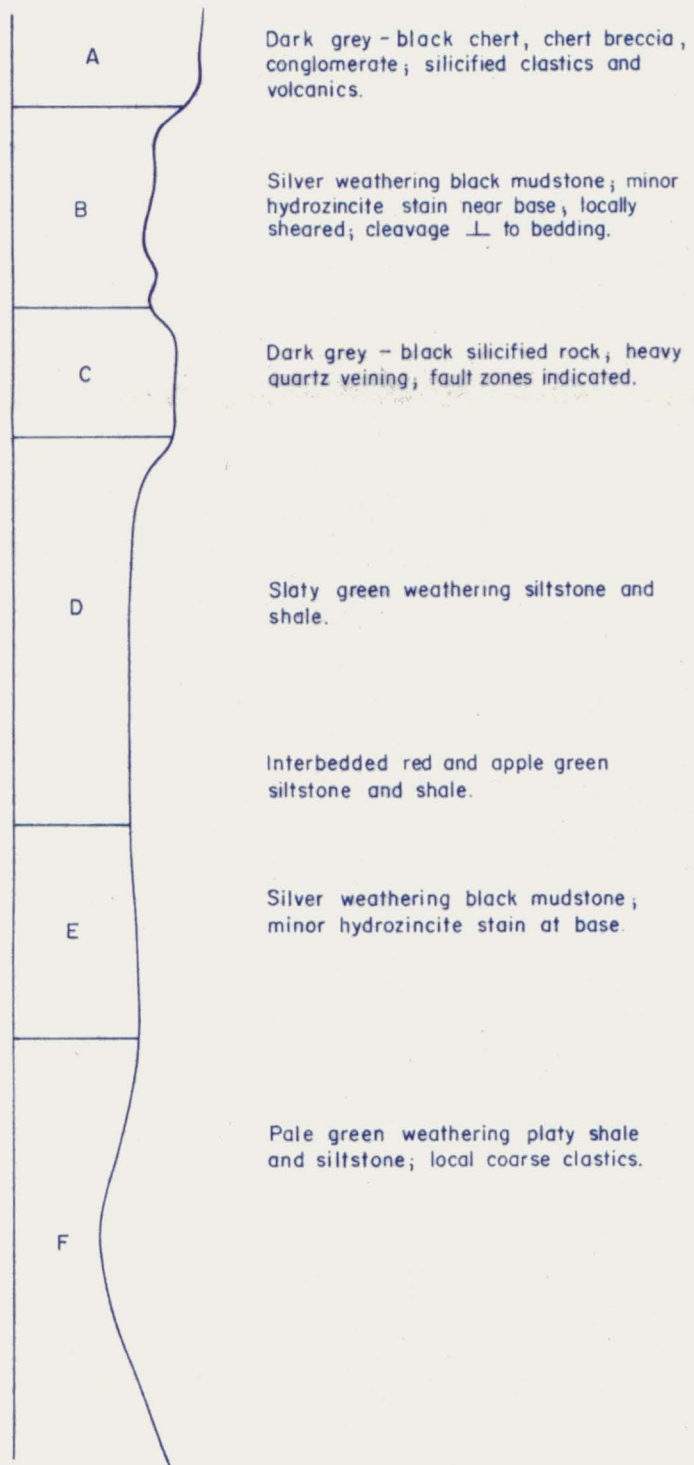 A
Dark grey - black chert, chert breccia,
conglomerate; silicified clastics and
volcanics.
B
Silver weathering black mudstone; minor
hydrozincite stain near base; locally
sheared; cleavage ⊥ to bedding.
C
Dark grey - black silicified rock; heavy
quartz veining; fault zones indicated.
D
Slaty green weathering siltstone and
shale.
Interbedded red and apple green
siltstone and shale.
E
Silver weathering black mudstone;
minor hydrozincite stain at base.
F
Pale green weathering platy shale
and siltstone; local coarse clastics.